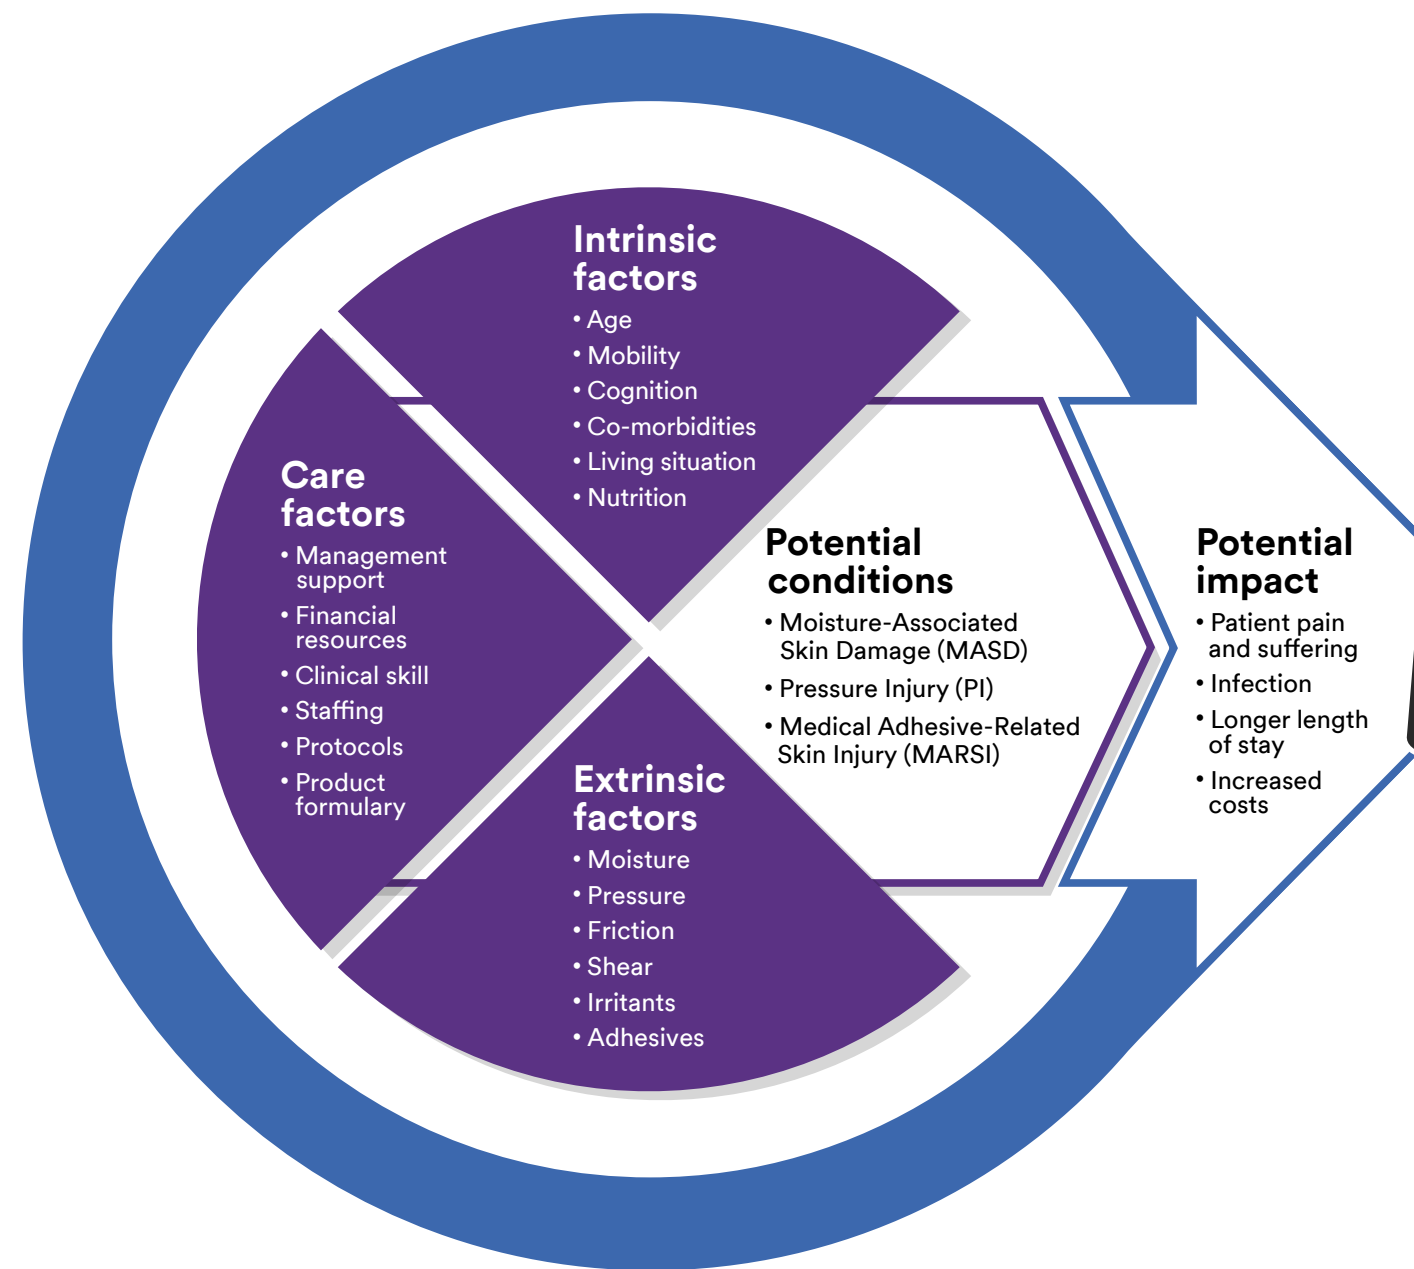 Intrinsic
factors
• Age
• Mobility
• Cognition
• Co-morbidities
• Living situation
• Nutrition
Care
factors
• Management
support
• Financial
resources
• Clinical skill
• Staffing
• Protocols
• Product
formulary
Extrinsic
factors
• Moisture
• Pressure
• Friction
• Shear
• Irritants
• Adhesives
Potential
conditions
• Moisture-Associated
Skin Damage (MASD)
• Pressure Injury (PI)
• Medical Adhesive-Related
Skin Injury (MARSI)
Potential
impact
• Patient pain
and suffering
• Infection
• Longer length
of stay
• Increased
costs